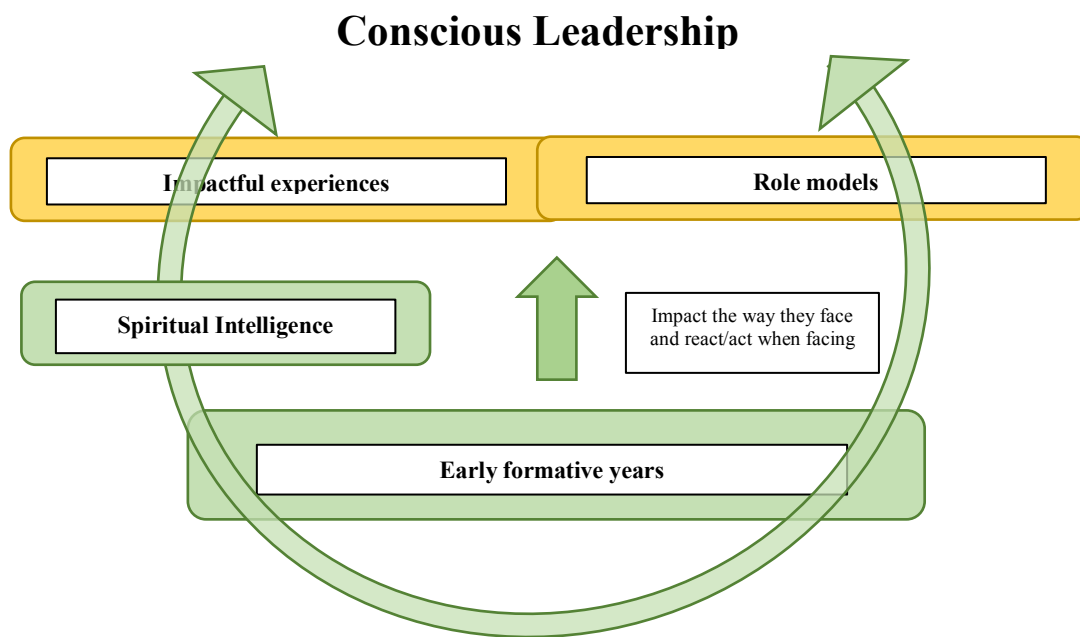 Conscious Leadership
Impactful experiences
Role models
Spiritual Intelligence
Impact the way they face
and react/act when facing
Early formative years